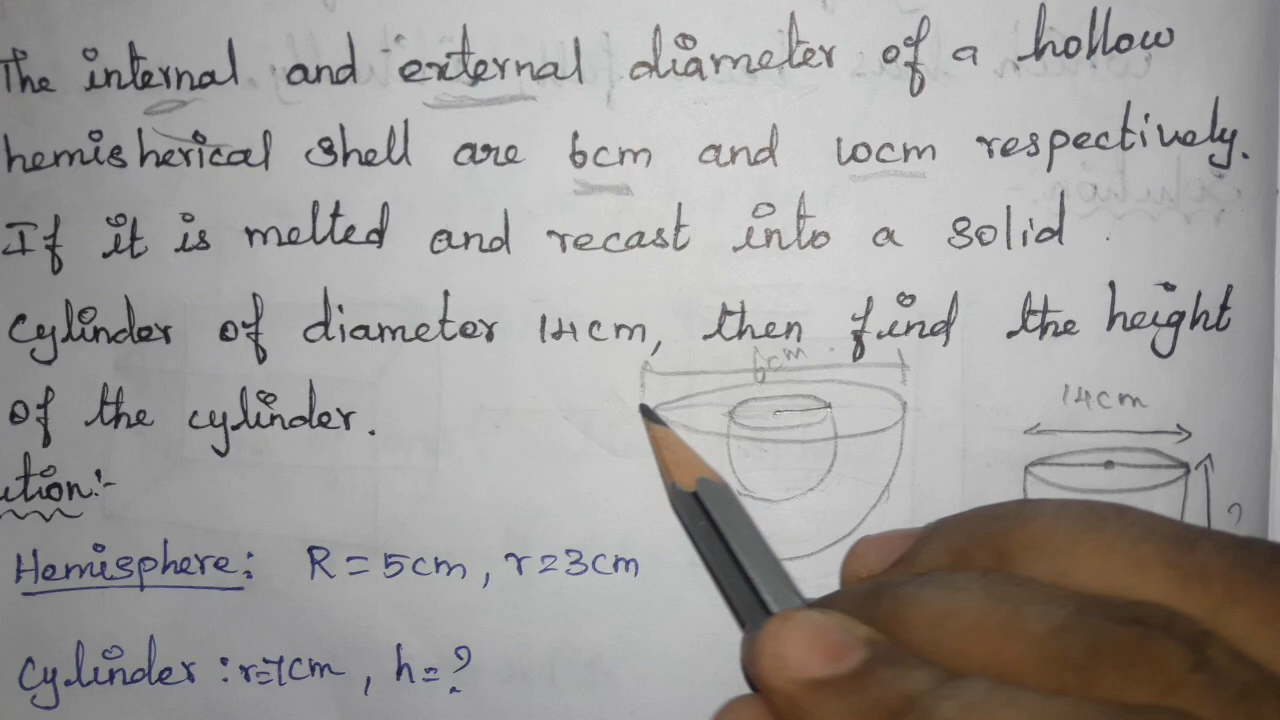 The internal and external diameter of a hollow
hemisherical shell are 6cm and 10cm respectively.
If it is melted and recast into a solid
cylinder of diameter 14cm, then find the height
6cm
of the cylinder.
14cm
ution:-
?
Hemisphere: R = 5cm, r=3cm
Cylinder : r=7cm, h=?